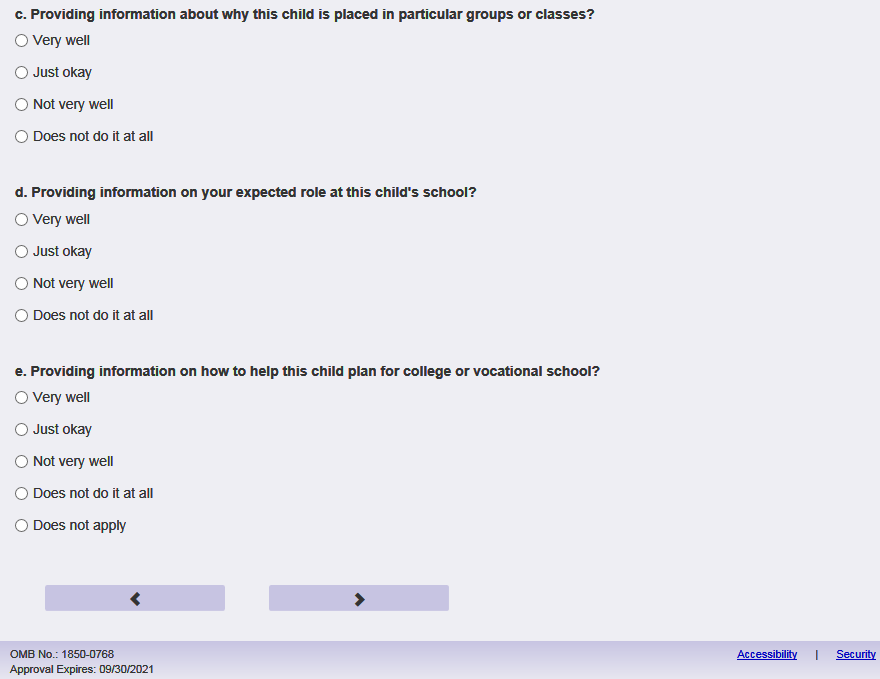 c. Providing information about why this child is placed in particular groups or classes?
Very well
Just okay
Not very well
Does not do it at all
d. Providing information on your expected role at this child's school?
Very well
Just okay
Not very well
Does not do it at all
e. Providing information on how to help this child plan for college or vocational school?
Very well
Just okay
Not very well
Does not do it at all
Does not apply
OMB No.: 1850-0768
Accessibility | Security
Approval Expires: 09/30/2021